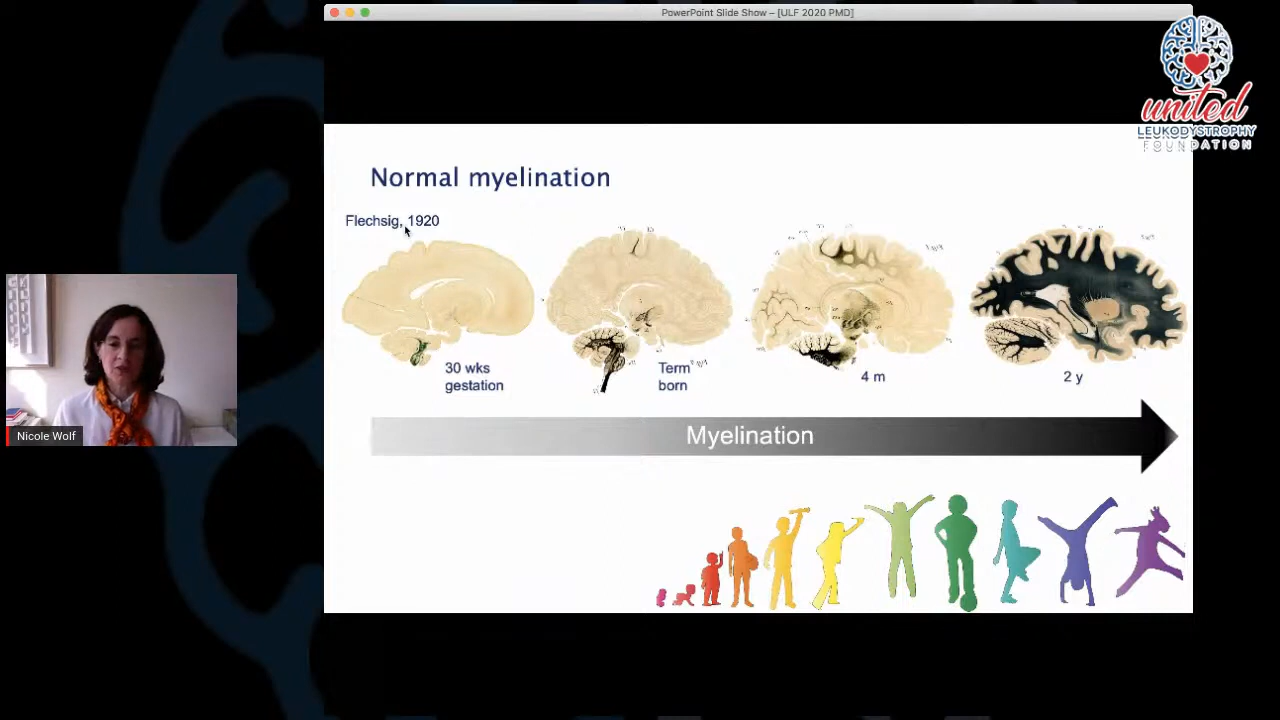 PowerPoint Slide Show – [ULF 2020 PMD]
united
LEUKODYSTROPHY
FOUNDATION
Normal myelination
Flechsig, 1920
30 wks
gestation
Term
born
4 m
2 y
Myelination
Nicole Wolf